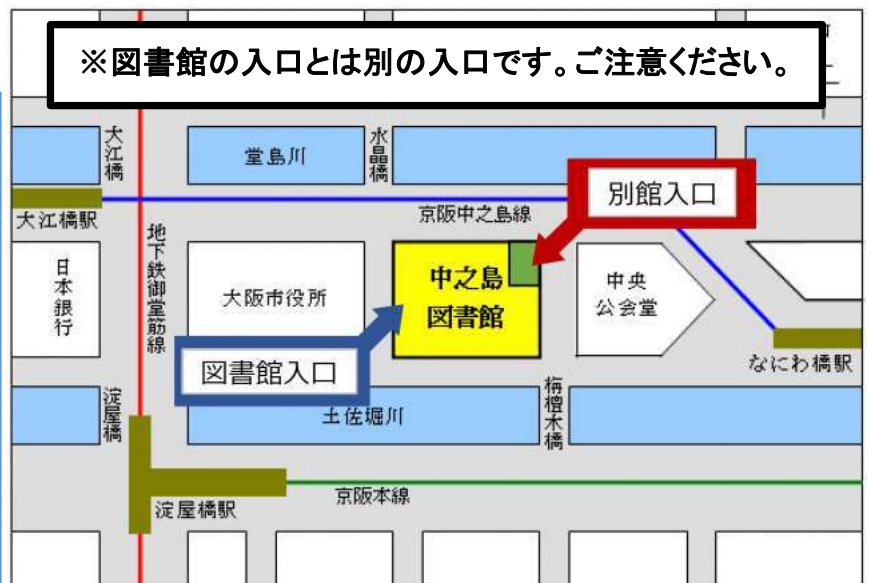 ※図書館の入口とは別の入口です。ご注意ください。
大江橋
堂島川
水晶橋
別館入口
大江橋駅
京阪中之島線
地下鉄御堂筋線
日本銀行
大阪市役所
中之島
図書館
中央
公会堂
図書館入口
なにわ橋駅
淀屋橋
土佐堀川
栴檀木橋
淀屋橋駅
京阪本線